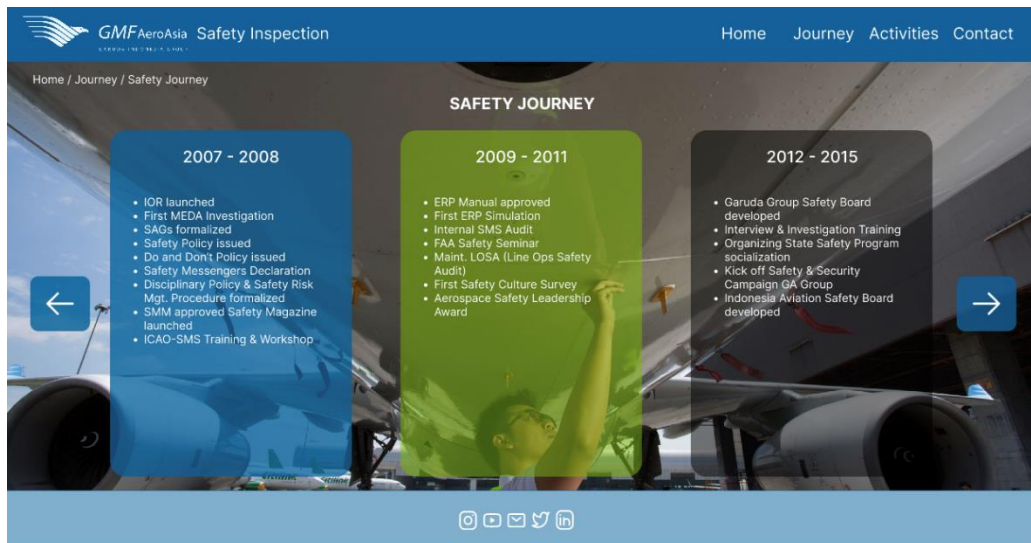 GMF AeroAsia Safety Inspection
GARUDA INDONESIA GROUP
Home Journey Activities Contact
Home / Journey / Safety Journey
SAFETY JOURNEY
2007 - 2008
• IOR launched
• First MEDA Investigation
• SAGs formalized
• Safety Policy issued
• Do and Don't Policy issued
• Safety Messengers Declaration
• Disciplinary Policy & Safety Risk
Mgt. Procedure formalized
• SMM approved Safety Magazine
launched
• ICAO-SMS Training & Workshop
2009 - 2011
• ERP Manual approved
• First ERP Simulation
• Internal SMS Audit
• FAA Safety Seminar
• Maint. LOSA (Line Ops Safety
Audit)
• First Safety Culture Survey
• Aerospace Safety Leadership
Award
2012 - 2015
• Garuda Group Safety Board
developed
• Interview & Investigation Training
• Organizing State Safety Program
socialization
• Kick off Safety & Security
Campaign GA Group
• Indonesia Aviation Safety Board
developed
in